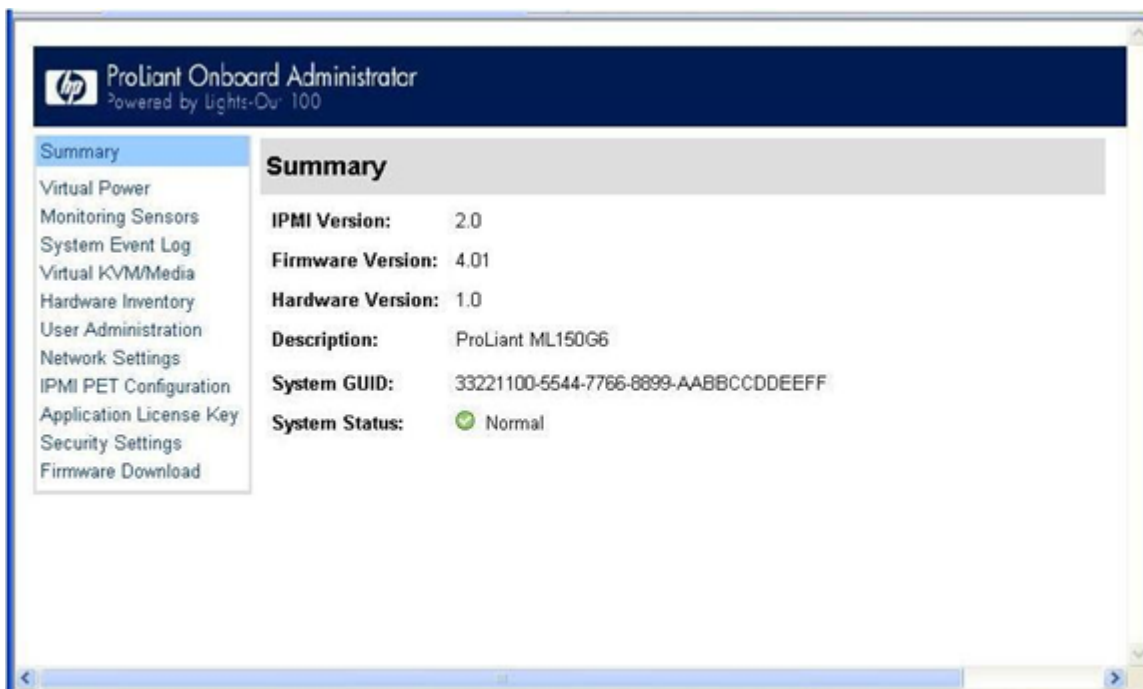 hp
ProLiant Onboard Administrator
Powered by Lights-Out 100
Summary
Virtual Power
Monitoring Sensors
System Event Log
Virtual KVM/Media
Hardware Inventory
User Administration
Network Settings
IPMI PET Configuration
Application License Key
Security Settings
Firmware Download
Summary
IPMI Version: 2.0
Firmware Version: 4.01
Hardware Version: 1.0
Description: ProLiant ML150G6
System GUID: 33221100-5544-7766-8899-AABBCCDDEEFF
System Status: Normal